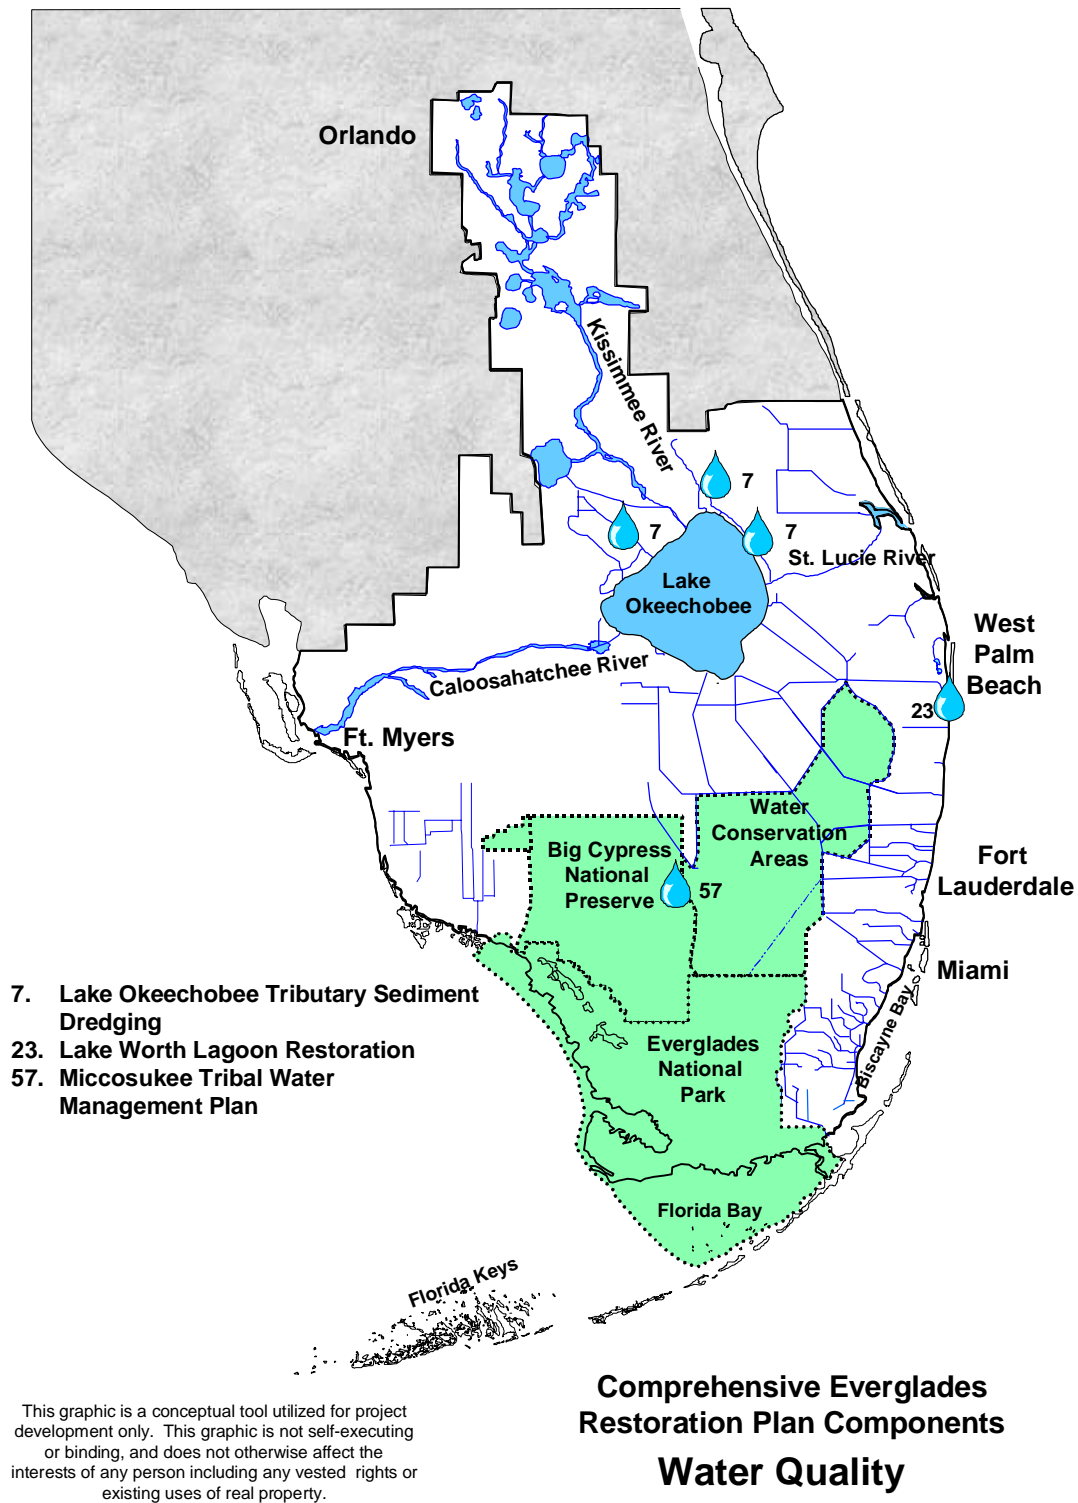 Orlando
Kissimmee River
7
7
7
St. Lucie River
Lake
Okeechobee
West
Palm
Beach
Caloosahatchee River
23
Ft. Myers
Water
Conservation
Areas
Big Cypress
National
Preserve
57
Fort
Lauderdale
Miami
Biscayne Bay
7. Lake Okeechobee Tributary Sediment
Dredging
23. Lake Worth Lagoon Restoration
57. Miccosukee Tribal Water
Management Plan
Everglades
National
Park
Florida Bay
Florida Keys
Comprehensive Everglades
Restoration Plan Components
Water Quality
This graphic is a conceptual tool utilized for project
development only. This graphic is not self-executing
or binding, and does not otherwise affect the
interests of any person including any vested rights or
existing uses of real property.